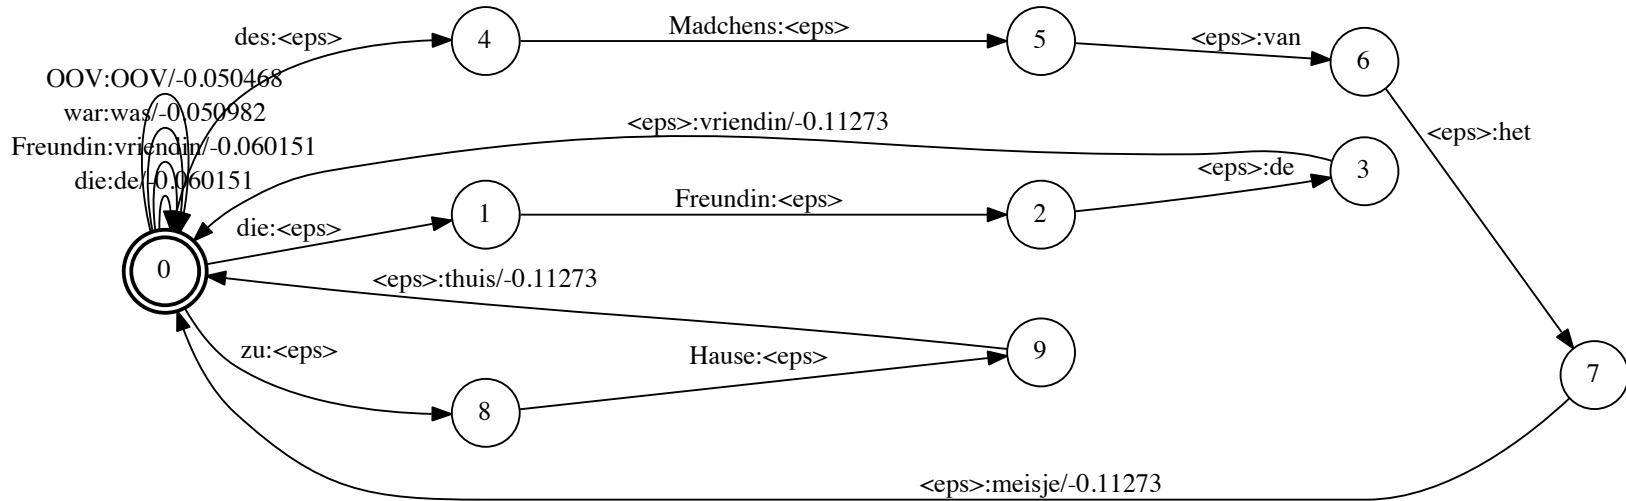 des:<eps>
4
Madchens:<eps>
5
<eps>:van
6
OOV:OOV/-0.050468
war:was/-0.050982
Freundin:vriendin/-0.060151
die:de/-0.060151
<eps>:vriendin/-0.11273
<eps>:het
3
<eps>:de
die:<eps>
1
Freundin:<eps>
2
0
<eps>:thuis/-0.11273
zu:<eps>
8
Hause:<eps>
9
7
<eps>:meisje/-0.11273